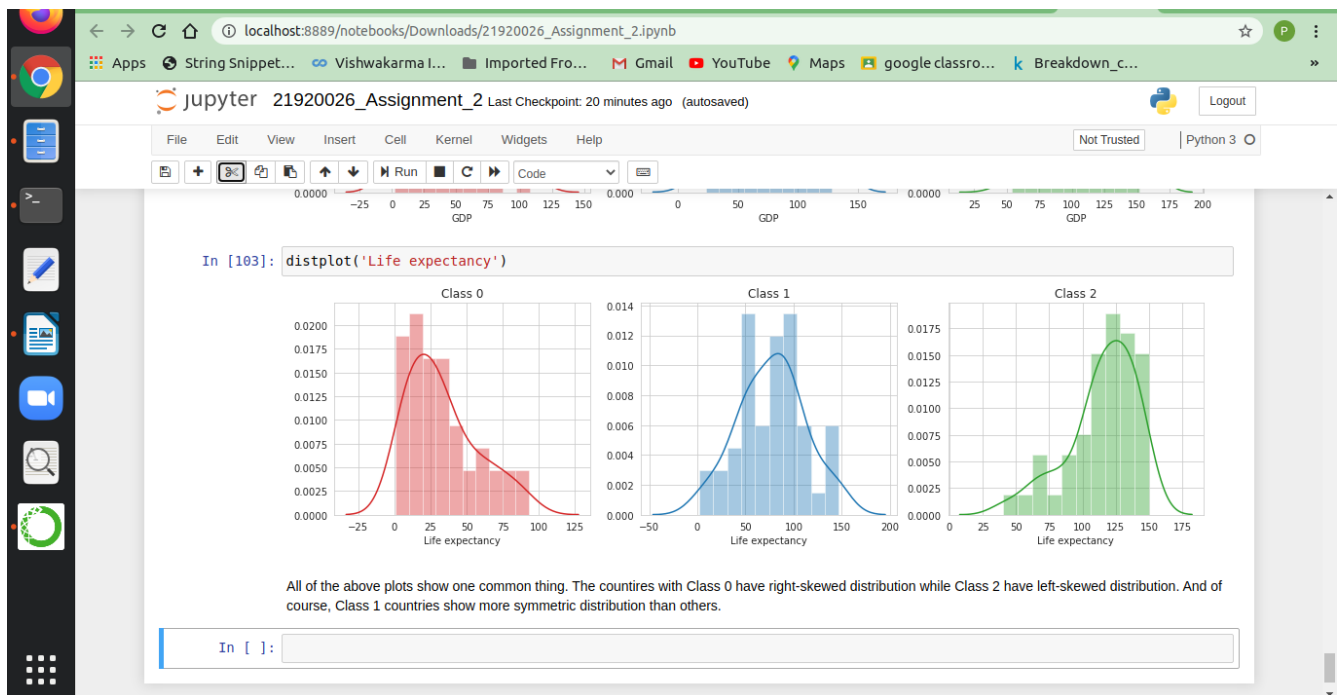 localhost:8889/notebooks/Downloads/21920026_Assignment_2.ipynb
P
Apps String Snippet... Vishwakarma I... Imported Fro... Gmail YouTube Maps google classro... Breakdown_c... »
jupyter 21920026_Assignment_2 Last Checkpoint: 20 minutes ago (autosaved) Logout
File Edit View Insert Cell Kernel Widgets Help Not Trusted Python 3
Run Code
0.0000 0.000 0.0000
−25 0 25 50 75 100 125 150 0 50 100 150 25 50 75 100 125 150 175 200
GDP GDP GDP
In [103]: distplot('Life expectancy')
Class 0 Class 1 Class 2
0.0200
0.0175
0.0150
0.0125
0.0100
0.0075
0.0050
0.0025
0.0000
−25 0 25 50 75 100 125
Life expectancy
0.014
0.012
0.010
0.008
0.006
0.004
0.002
0.000
−50 0 50 100 150 200
Life expectancy
0.0175
0.0150
0.0125
0.0100
0.0075
0.0050
0.0025
0.0000
0 25 50 75 100 125 150 175
Life expectancy
All of the above plots show one common thing. The countires with Class 0 have right-skewed distribution while Class 2 have left-skewed distribution. And of
course, Class 1 countries show more symmetric distribution than others.
In [ ]: